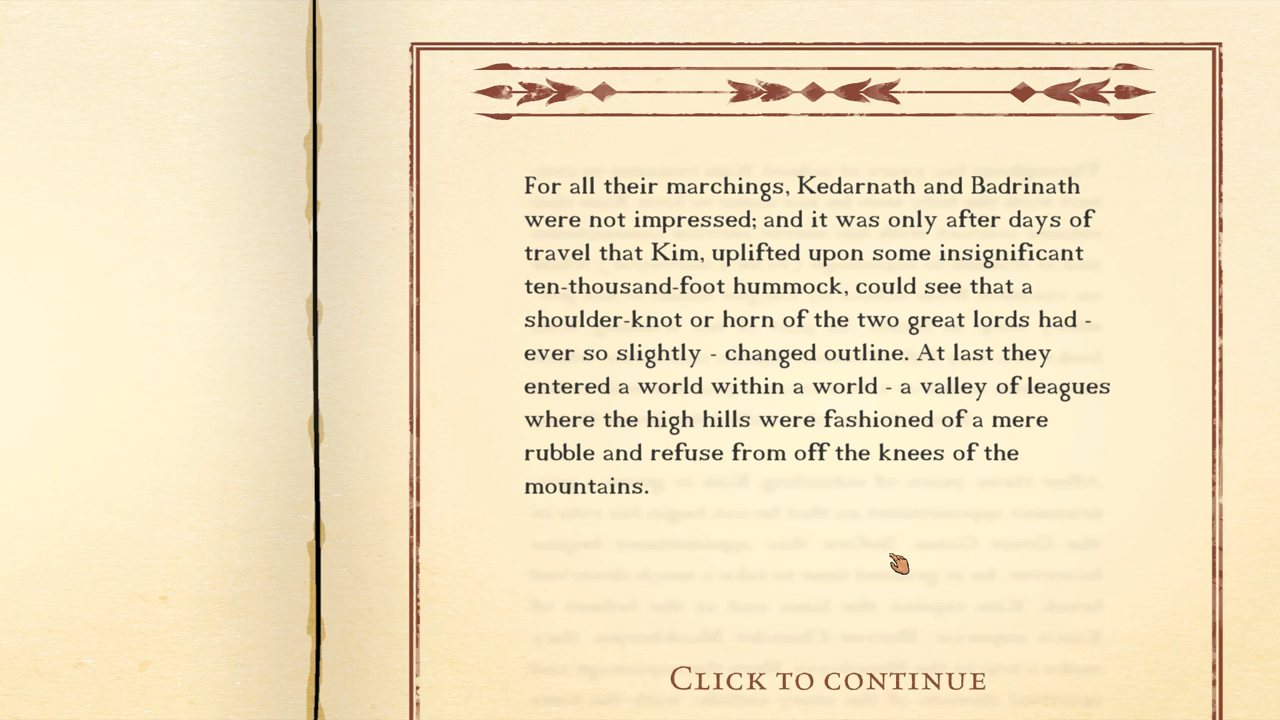 For all their marchings, Kedarnath and Badrinath
were not impressed; and it was only after days of
travel that Kim, uplifted upon some insignificant
ten-thousand-foot hummock, could see that a
shoulder-knot or horn of the two great lords had -
ever so slightly - changed outline. At last they
entered a world within a world - a valley of leagues
where the high hills were fashioned of a mere
rubble and refuse from off the knees of the
mountains.
Click to continue